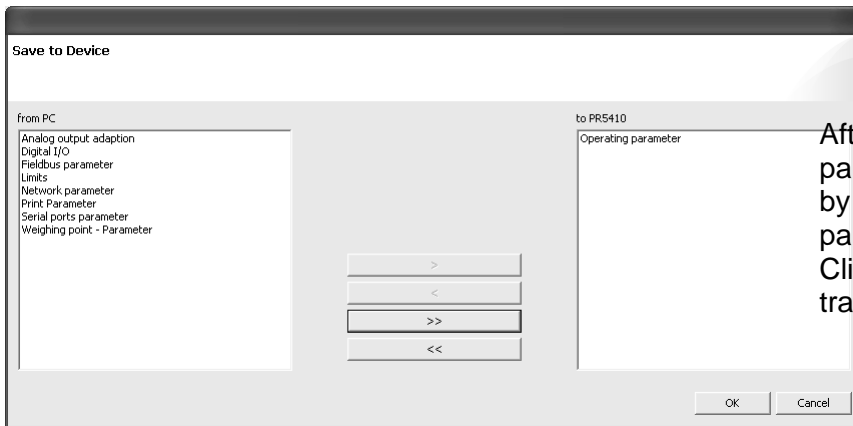 Save to Device
from PC
Analog output adaption
Digital I/O
Fieldbus parameter
Limits
Network parameter
Print Parameter
Serial ports parameter
Weighing point - Parameter
>
<
>>
<<
to PR5410
Operating parameter
OK
Cancel
by